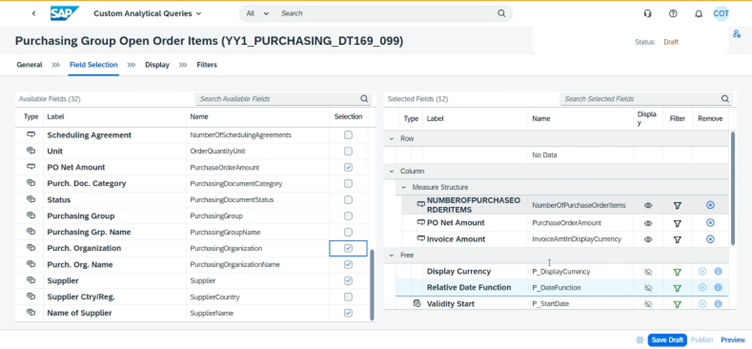 SAP Custom Analytical Queries All Search COT
Purchasing Group Open Order Items (YY1_PURCHASING_DT169_099)
Status: Draft
General >>> Field Selection >>> Display >>> Filters
Available Fields (32) Search Available Fields
Type Label Name Selection
Scheduling Agreement NumberOfSchedulingAgreements
Unit OrderQuantityUnit
PO Net Amount PurchaseOrderAmount
Purch. Doc. Category PurchasingDocumentCategory
Status PurchasingDocumentStatus
Purchasing Group PurchasingGroup
Purchasing Grp. Name PurchasingGroupName
Purch. Organization PurchasingOrganization
Purch. Org. Name PurchasingOrganizationName
Supplier Supplier
Supplier Ctry/Reg. SupplierCountry
Name of Supplier SupplierName
Selected Fields (12) Search Selected Fields
Type Label Name Displa
y Filter Remove
Row
No Data
Column
Measure Structure
NUMBEROFPURCHASEO
RDERITEMS NumberOfPurchaseOrderItems
PO Net Amount PurchaseOrderAmount
Invoice Amount InvoiceAmtInDisplayCurrency
Free
Display Currency P_DisplayCurrency
Relative Date Function P_DateFunction
Validity Start P_StartDate
Save Draft Publish Preview